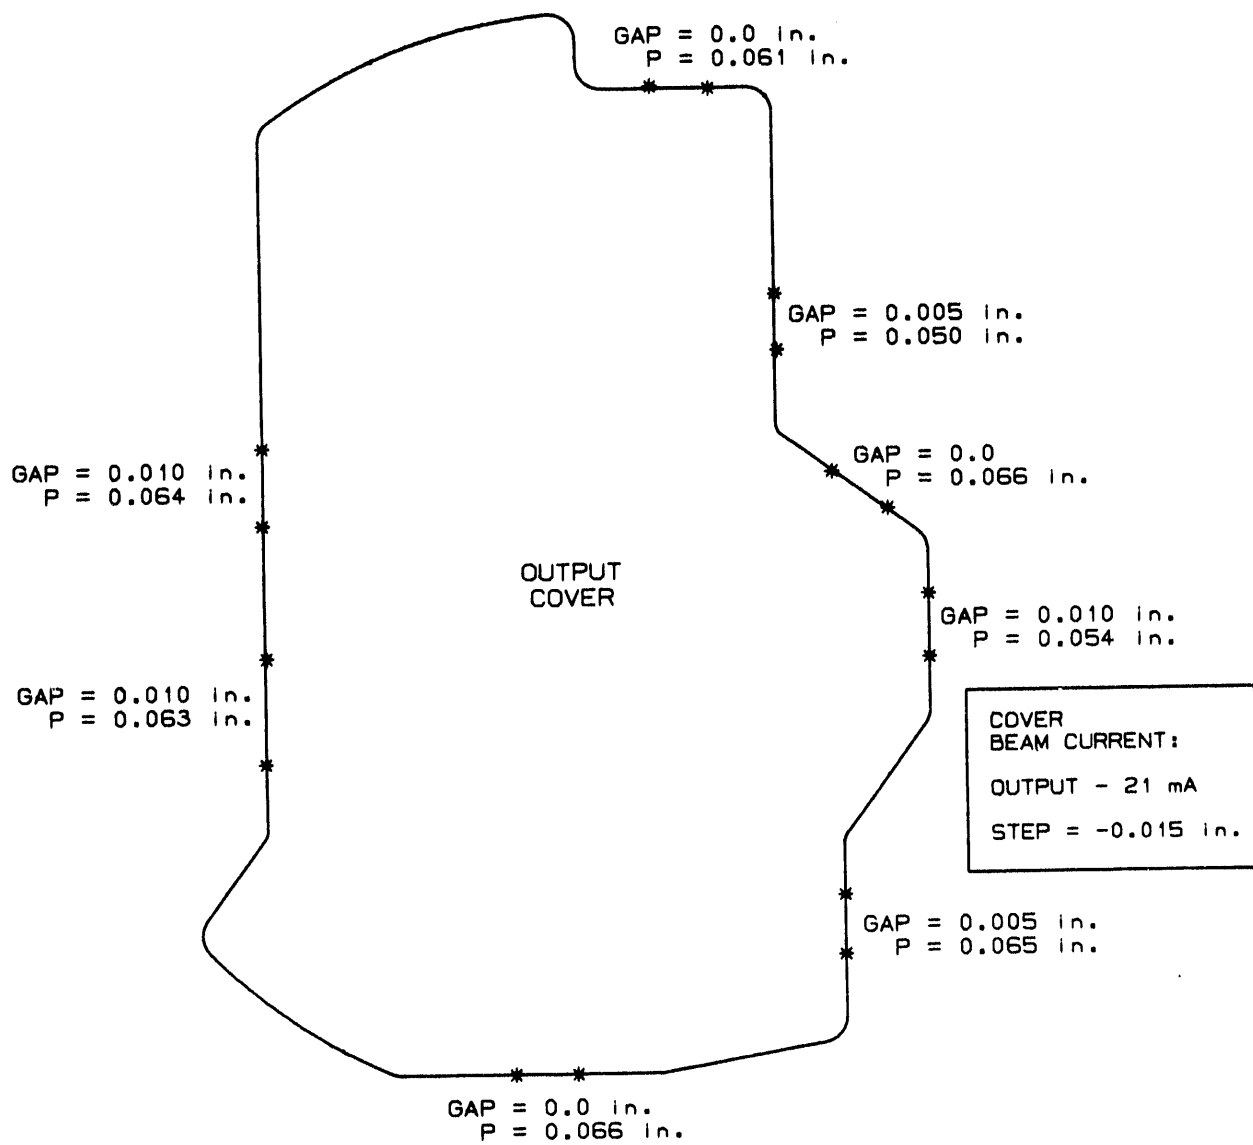 GAP = 0.0 in.
P = 0.061 in.
GAP = 0.005 in.
P = 0.050 in.
GAP = 0.0
P = 0.066 in.
GAP = 0.010 in.
P = 0.064 in.
OUTPUT
COVER
GAP = 0.010 in.
P = 0.054 in.
GAP = 0.010 in.
P = 0.063 in.
COVER
BEAM CURRENT:
OUTPUT - 21 mA
STEP = -0.015 in.
GAP = 0.005 in.
P = 0.065 in.
GAP = 0.0 in.
P = 0.066 in.